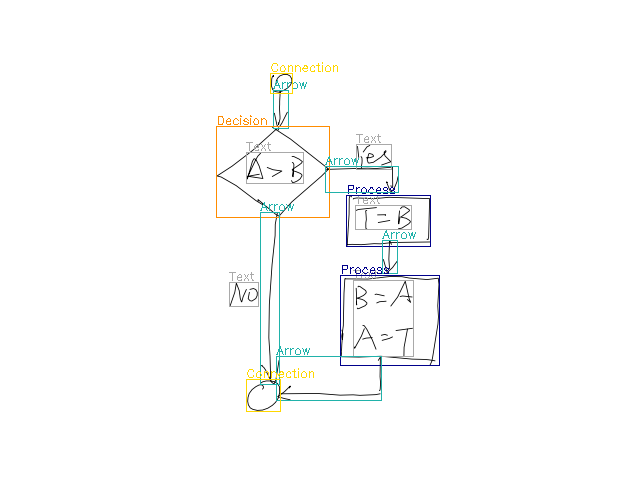 Connection
Arrow
Decision
Text
A > B
Text
Yes
Arrow
Process
Text
T = B
Arrow
Arrow
Text
NO
Process
B = A
A = T
Arrow
Connection